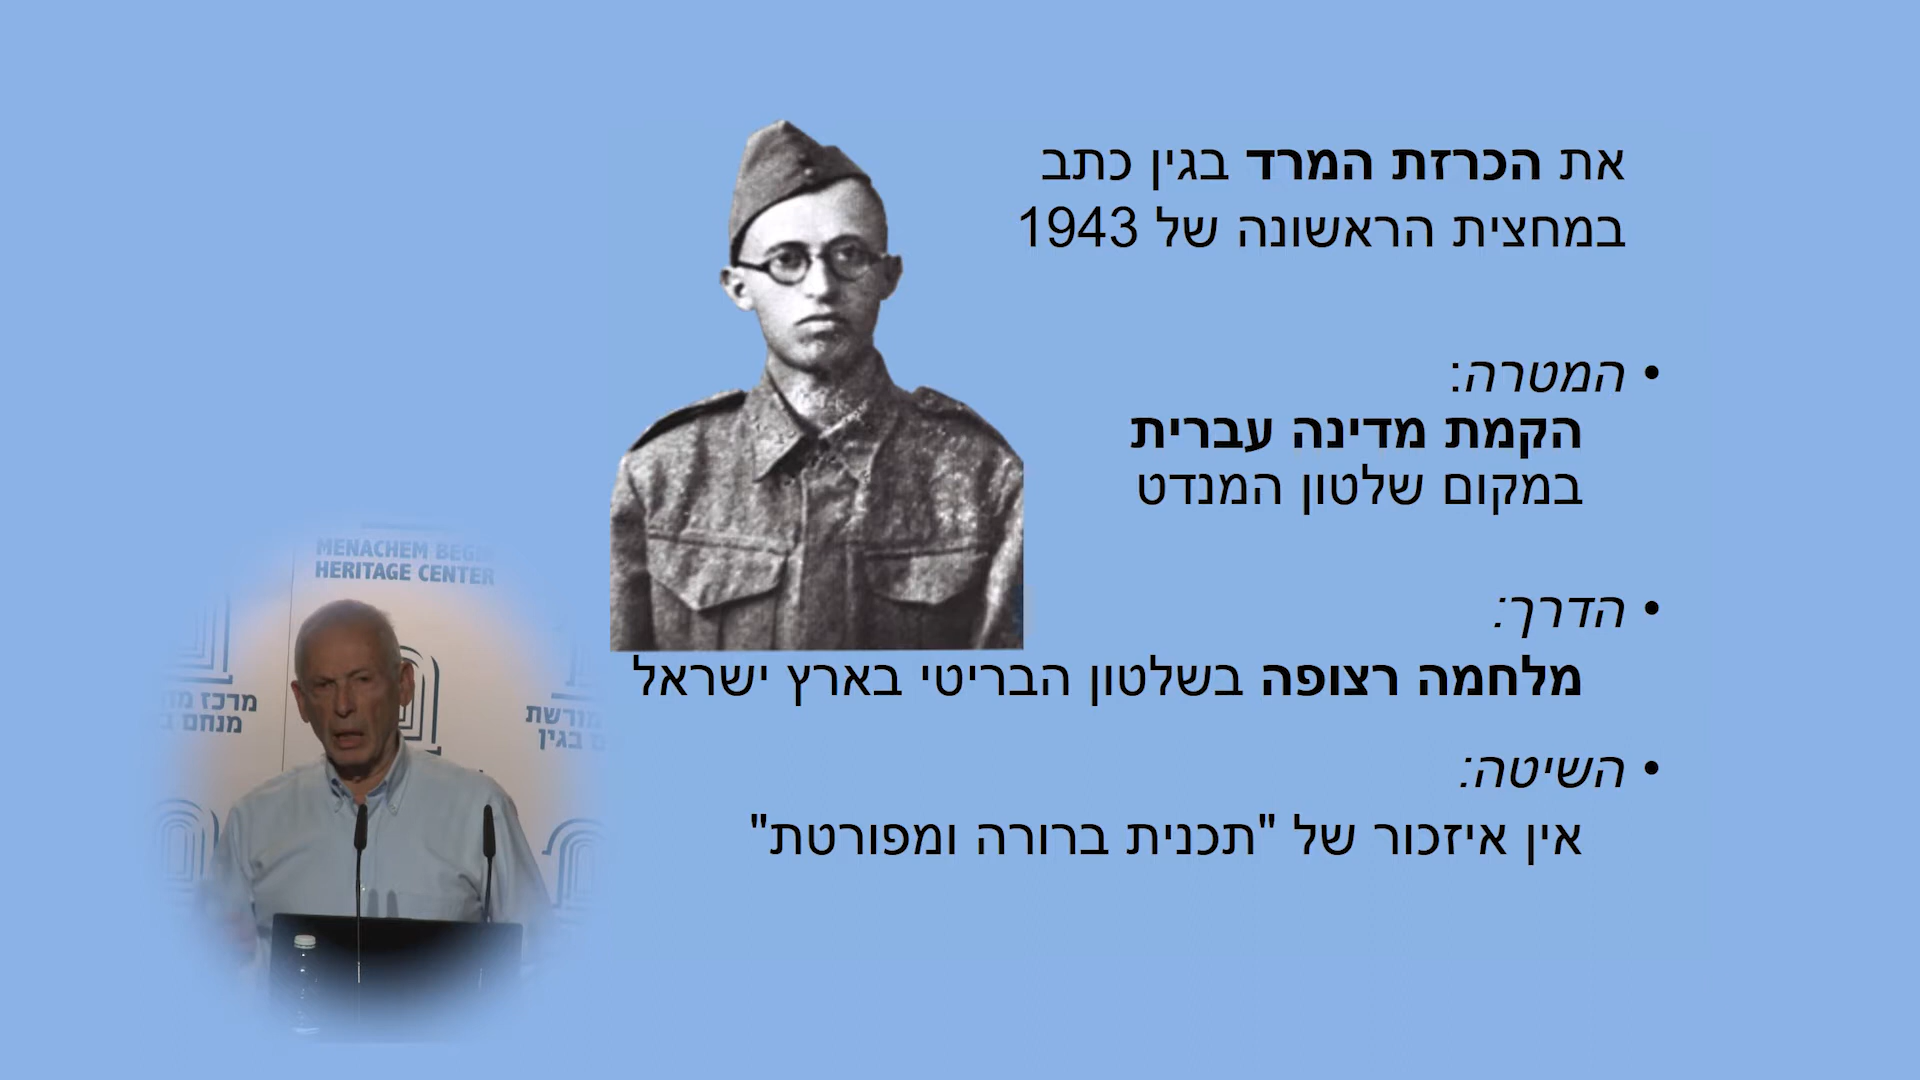 את הכרזת המרד בגין כתב
במחצית הראשונה של 1943
• המטרה:
הקמת מדינה עברית
במקום שלטון המנדט
• הדרך:
מלחמה רצופה בשלטון הבריטי בארץ ישראל
• השיטה:
אין איזכור של "תכנית ברורה ומפורטת"
MENACHEM BEGIN
HERITAGE CENTER
מרכז
מנחם
מורשת
בגין